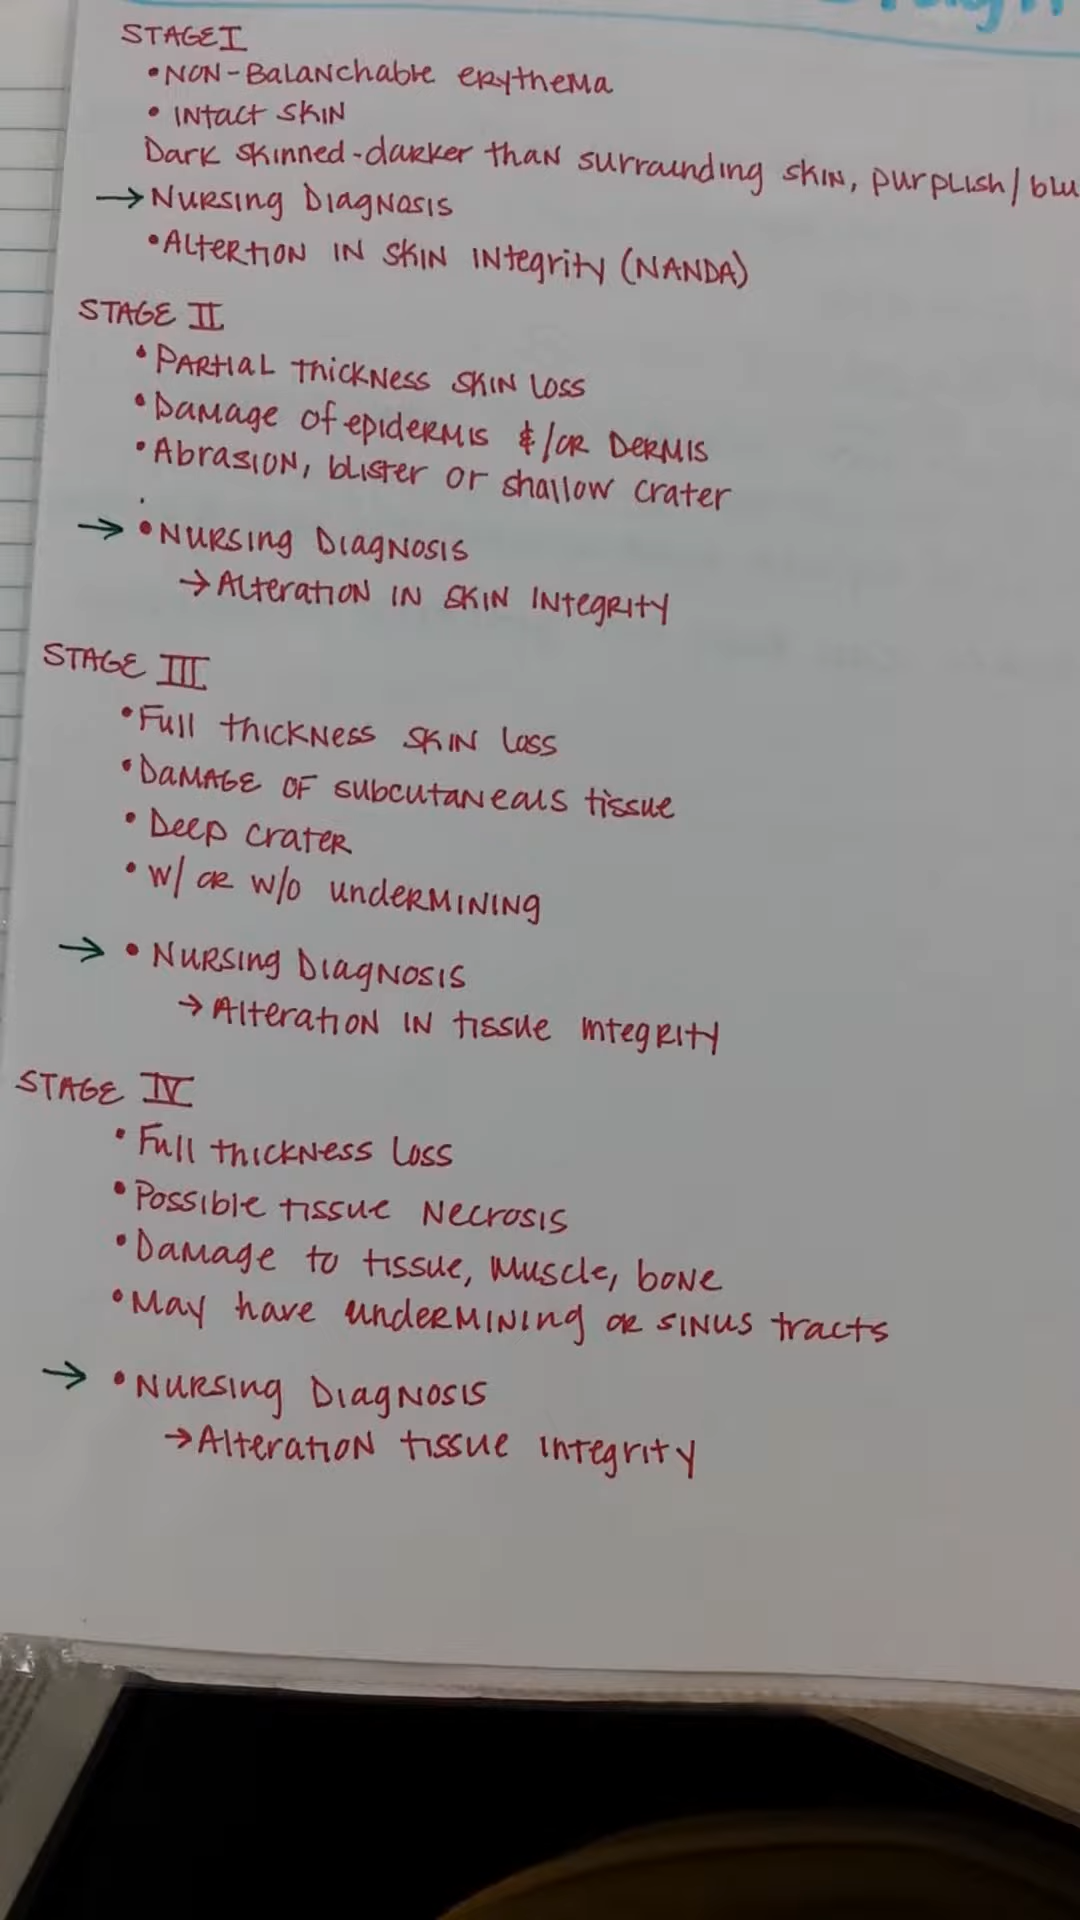 STAGE I
• NON-Balanchable erythema
• Intact skin
Dark skinned-darker than surrounding skin, purplish/blu
→ Nursing Diagnosis
• Altertion in skin integrity (NANDA)
STAGE II
• Partial thickness skin loss
• Damage of epidermis &/or Dermis
• Abrasion, blister or shallow crater
.
→ • Nursing Diagnosis
→ Alteration in skin integrity
STAGE III
• Full thickness skin loss
• Damage of subcutaneous tissue
• Deep crater
• w/ or w/o undermining
→ • Nursing Diagnosis
→ Alteration in tissue integrity
STAGE IV
• Full thickness loss
• Possible tissue necrosis
• Damage to tissue, muscle, bone
• May have undermining or sinus tracts
→ • Nursing Diagnosis
→ Alteration tissue integrity